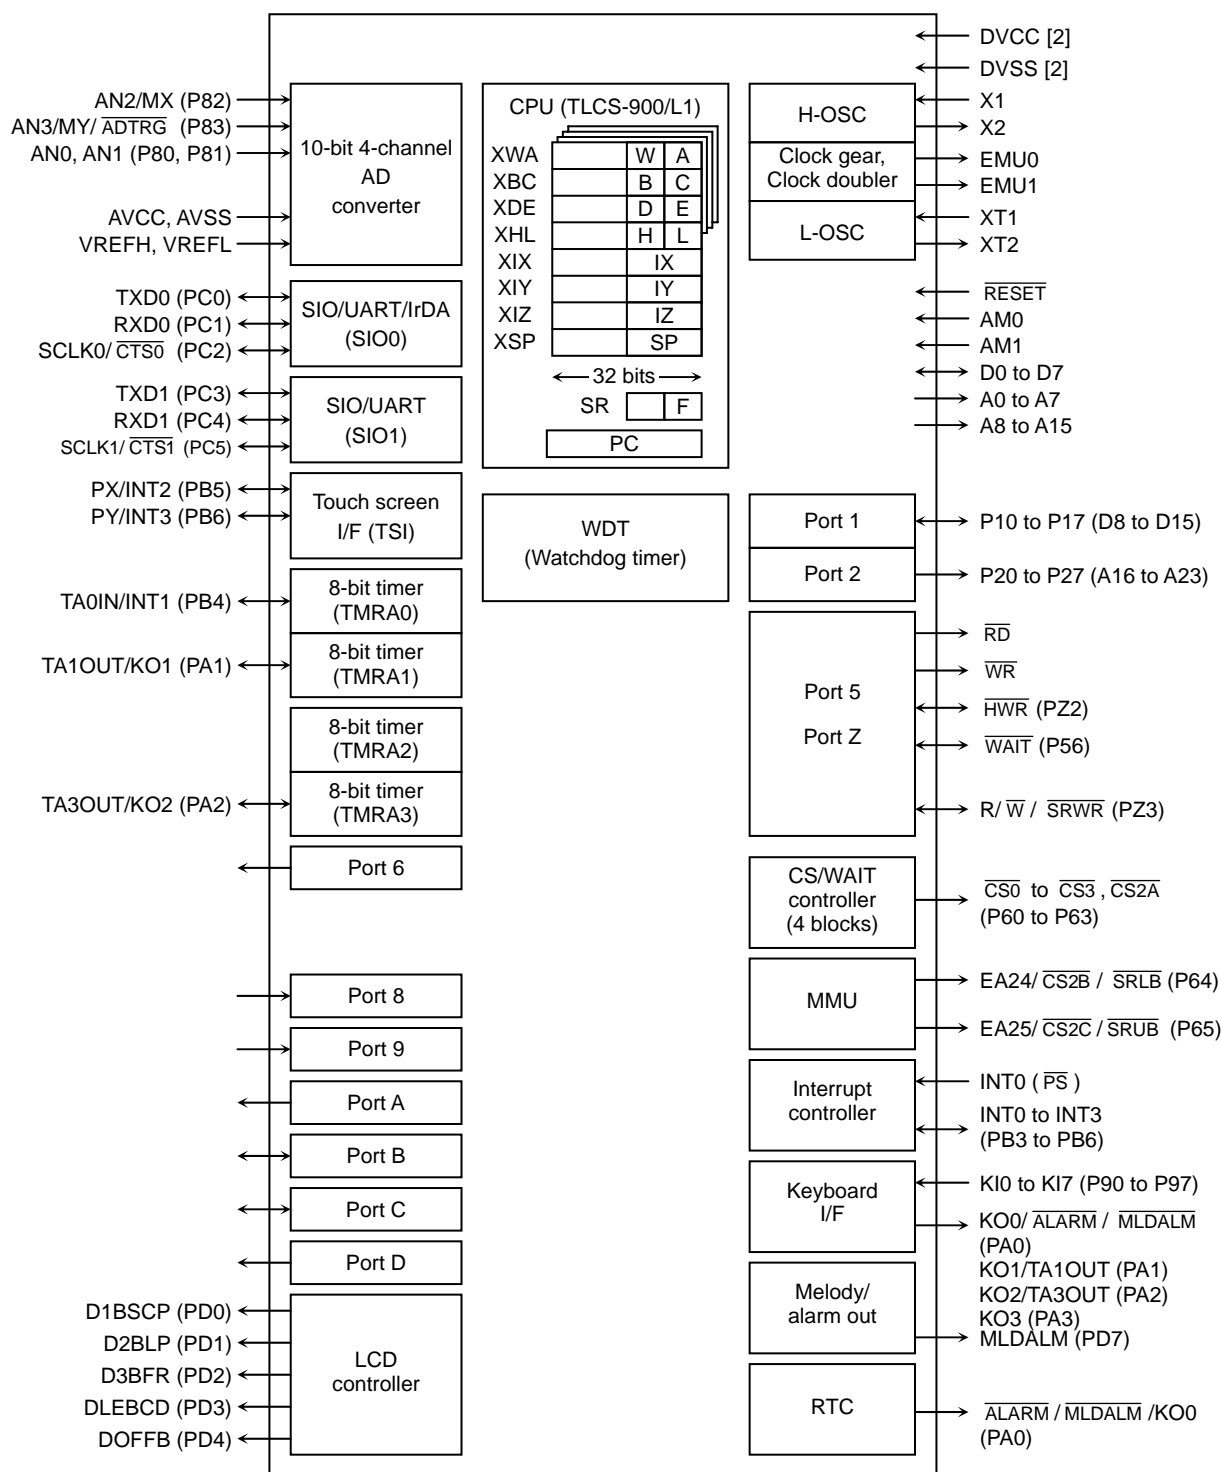 DVCC [2]
DVSS [2]
AN2/MX (P82)
AN3/MY/ ADTRG (P83)
AN0, AN1 (P80, P81)
AVCC, AVSS
VREFH, VREFL
10-bit 4-channel
AD
converter
TXD0 (PC0)
RXD0 (PC1)
SCLK0/ CTS0 (PC2)
SIO/UART/IrDA
(SIO0)
TXD1 (PC3)
RXD1 (PC4)
SCLK1/ CTS1 (PC5)
SIO/UART
(SIO1)
PX/INT2 (PB5)
PY/INT3 (PB6)
Touch screen
I/F (TSI)
TA0IN/INT1 (PB4)
8-bit timer
(TMRA0)
TA1OUT/KO1 (PA1)
8-bit timer
(TMRA1)
8-bit timer
(TMRA2)
TA3OUT/KO2 (PA2)
8-bit timer
(TMRA3)
Port 6
Port 8
Port 9
Port A
Port B
Port C
Port D
D1BSCP (PD0)
D2BLP (PD1)
D3BFR (PD2)
DLEBCD (PD3)
DOFFB (PD4)
LCD
controller
CPU (TLCS-900/L1)
XWA W A
XBC B C
XDE D E
XHL H L
XIX IX
XIY IY
XIZ IZ
XSP SP
32 bits
SR F
PC
WDT
(Watchdog timer)
H-OSC
X1
X2
Clock gear,
Clock doubler
EMU0
EMU1
L-OSC
XT1
XT2
RESET
AM0
AM1
D0 to D7
A0 to A7
A8 to A15
Port 1
P10 to P17 (D8 to D15)
Port 2
P20 to P27 (A16 to A23)
Port 5
Port Z
RD
WR
HWR (PZ2)
WAIT (P56)
R/ W / SRWR (PZ3)
CS/WAIT
controller
(4 blocks)
CS0 to CS3 , CS2A
(P60 to P63)
MMU
EA24/ CS2B / SRLB (P64)
EA25/ CS2C / SRUB (P65)
Interrupt
controller
INT0 ( PS )
INT0 to INT3
(PB3 to PB6)
Keyboard
I/F
KI0 to KI7 (P90 to P97)
KO0/ ALARM / MLDALM
(PA0)
KO1/TA1OUT (PA1)
KO2/TA3OUT (PA2)
KO3 (PA3)
Melody/
alarm out
MLDALM (PD7)
RTC
ALARM / MLDALM /KO0
(PA0)